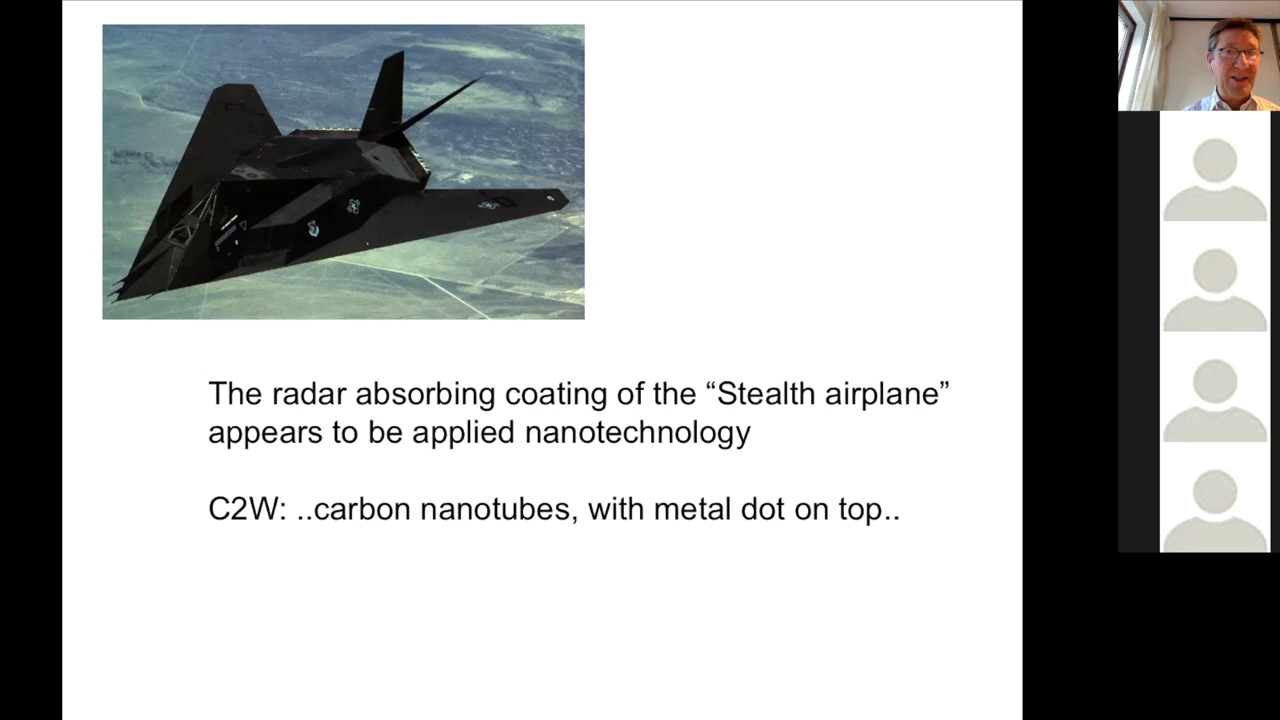 The radar absorbing coating of the “Stealth airplane”
appears to be applied nanotechnology
C2W: ..carbon nanotubes, with metal dot on top..